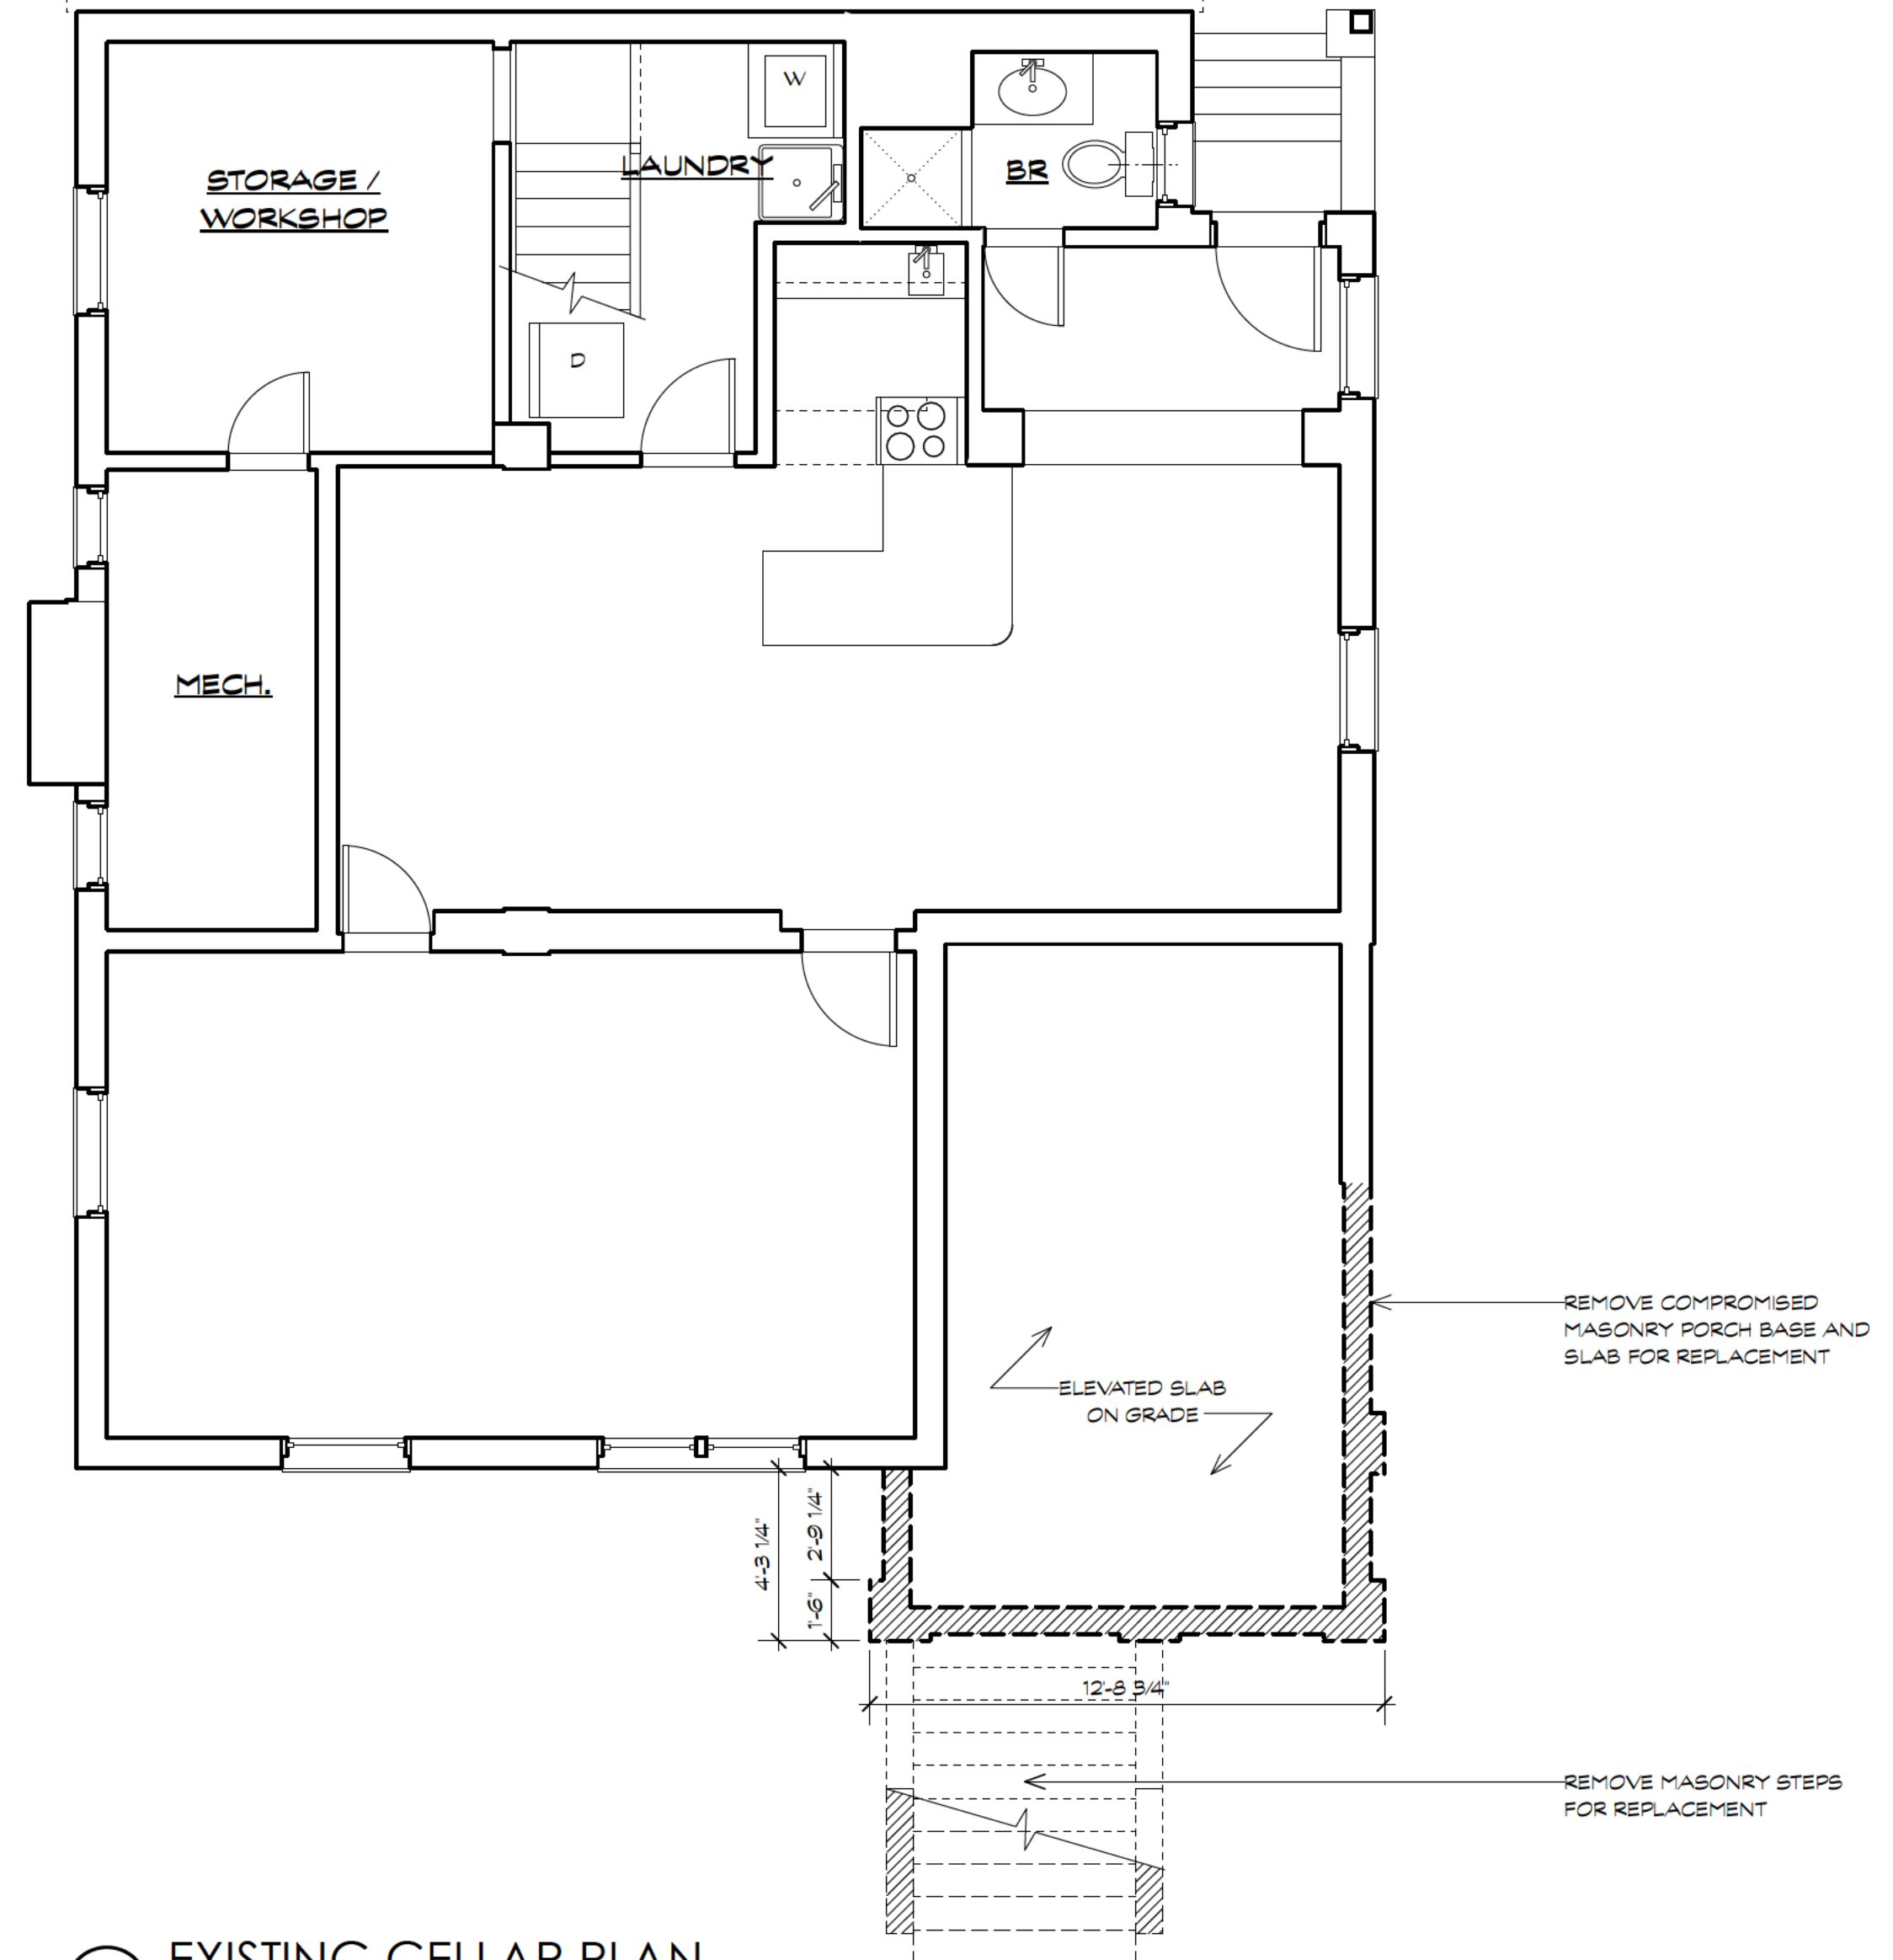 W
STORAGE /
WORKSHOP
LAUNDRY
BR
D
MECH.
REMOVE COMPROMISED
MASONRY PORCH BASE AND
SLAB FOR REPLACEMENT
ELEVATED SLAB
ON GRADE
4'-3 1/4"
2'-9 1/4"
1'-6"
12'-8 3/4"
REMOVE MASONRY STEPS
FOR REPLACEMENT
EXISTING CELLAR PLAN